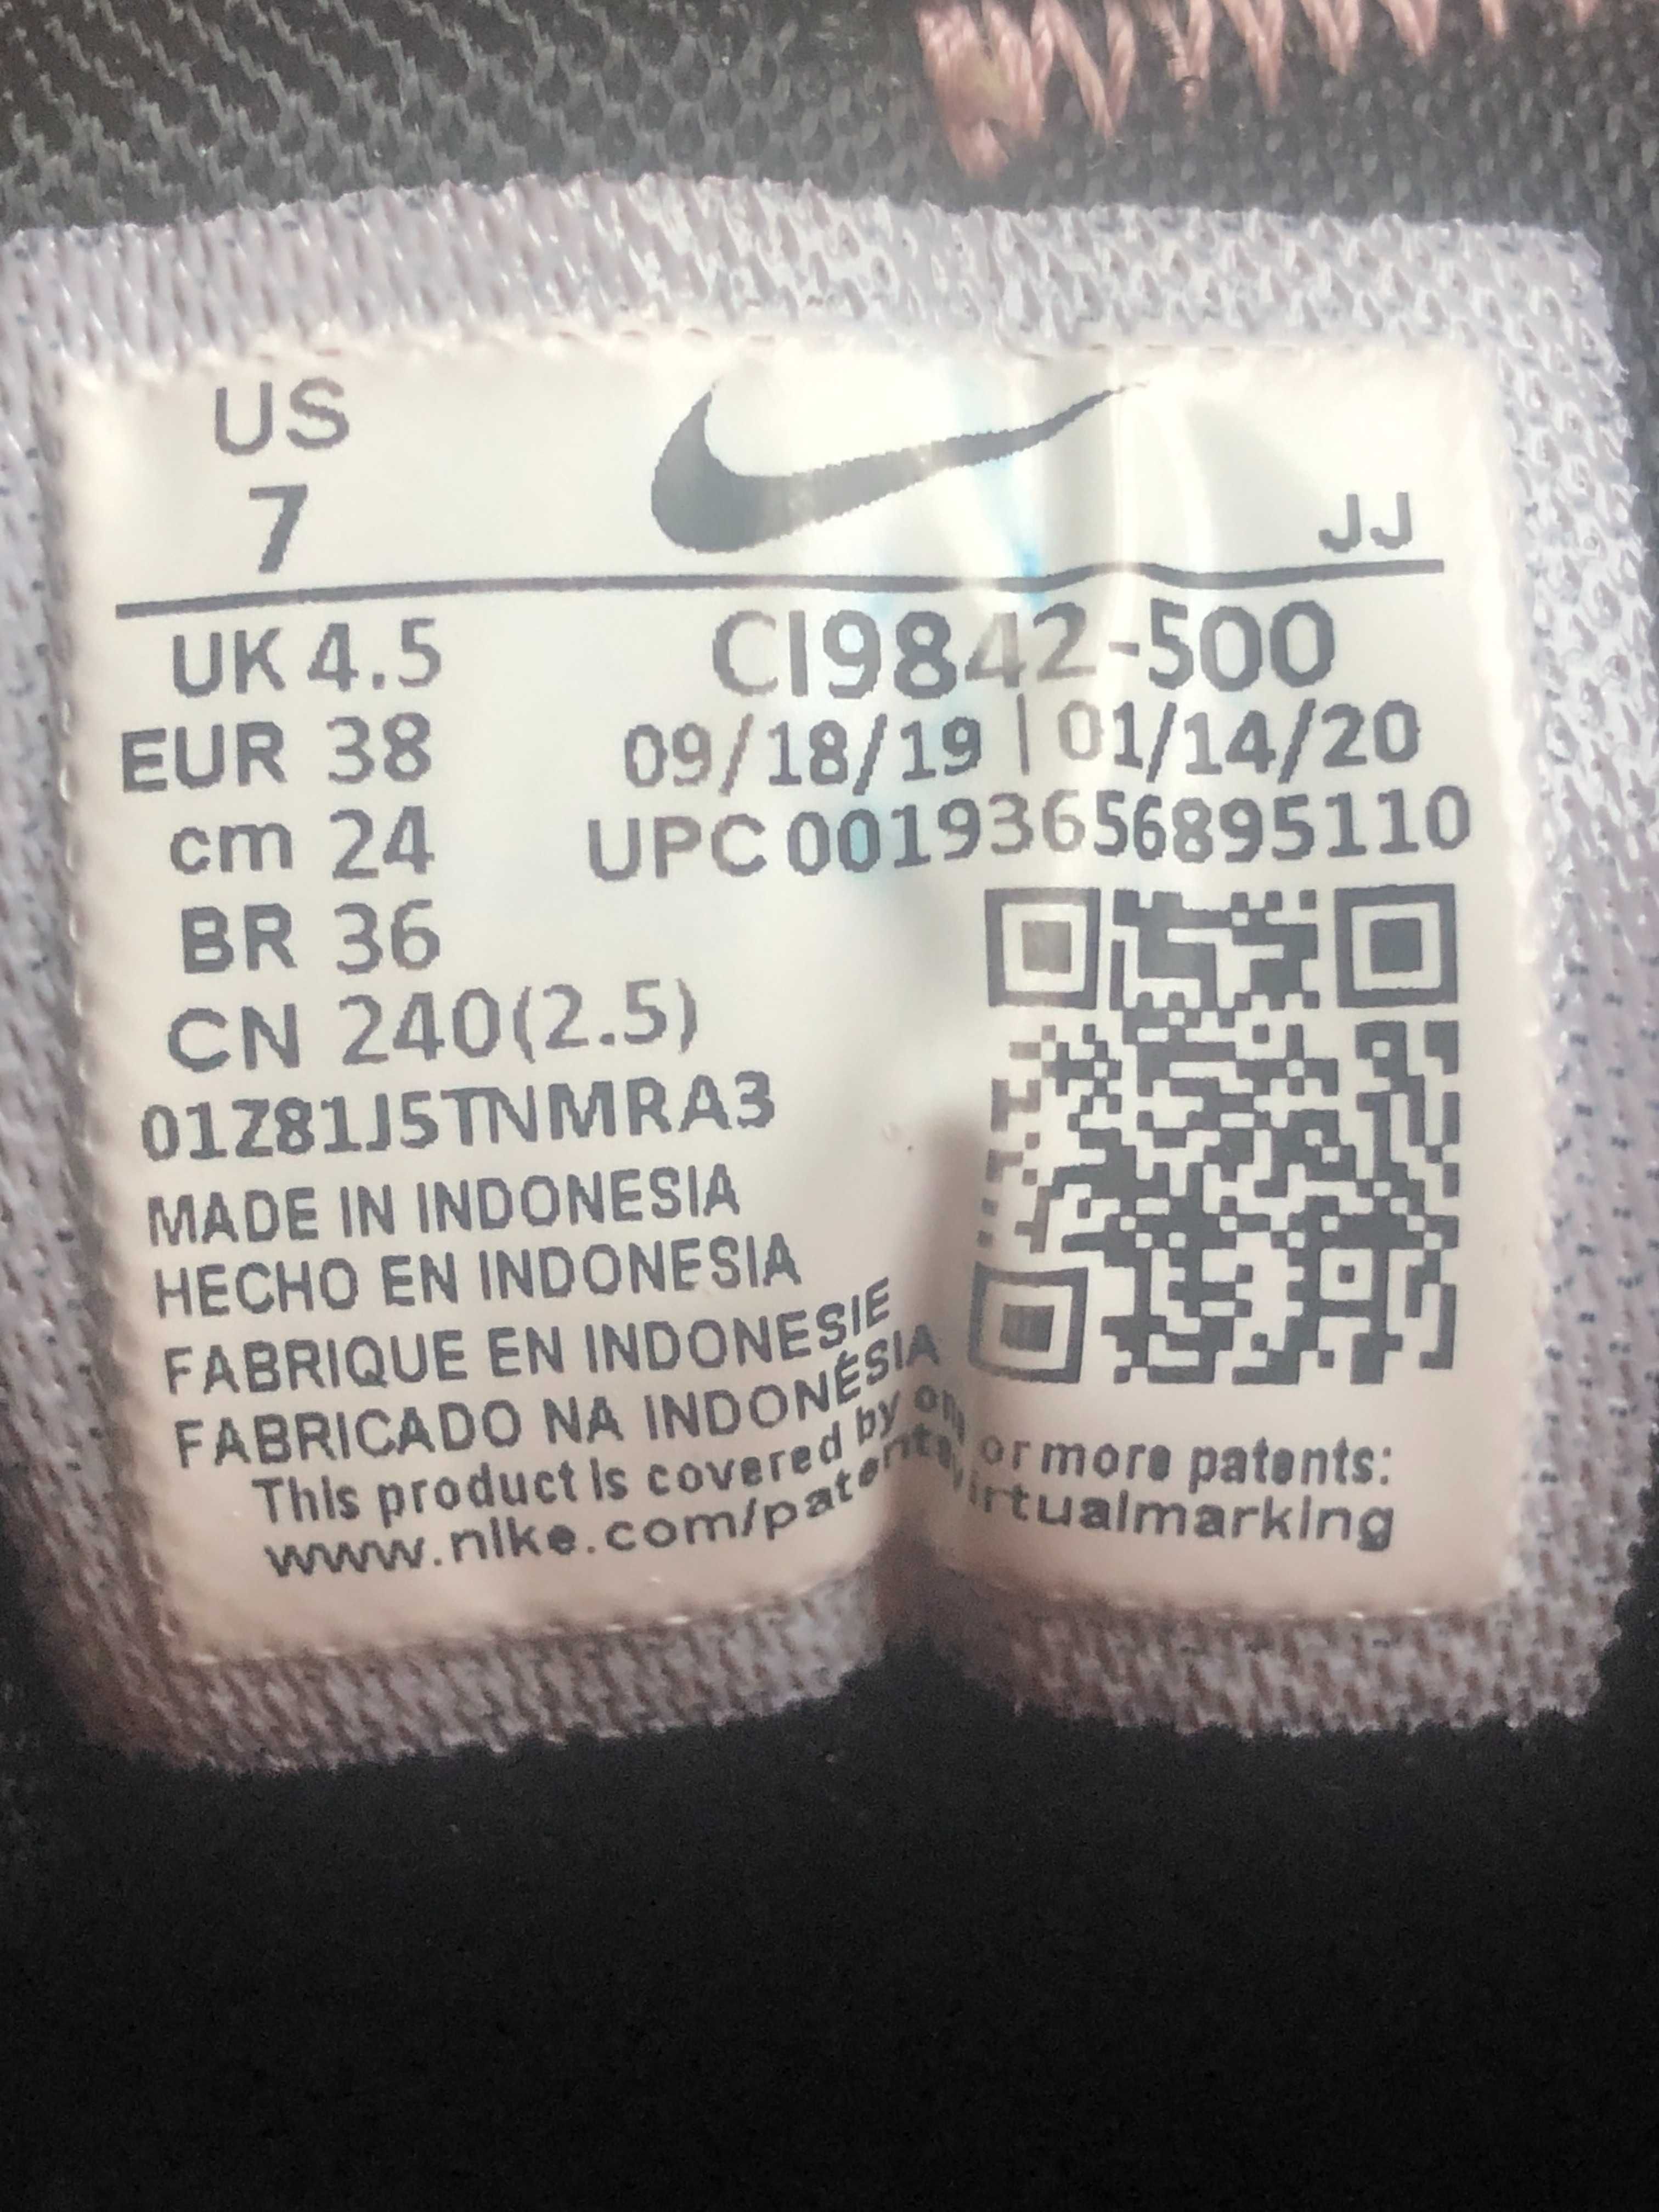 US
7
JJ
UK 4.5
CI9842-500
EUR 38
09/18/19 | 01/14/20
cm 24
UPC 00193656895110
BR 36
CN 240(2.5)
01Z81J5TNMRA3
MADE IN INDONESIA
HECHO EN INDONESIA
FABRIQUE EN INDONESIE
FABRICADO NA INDONÉSIA
This product is covered by one or more patents:
www.nike.com/patents/virtualmarking